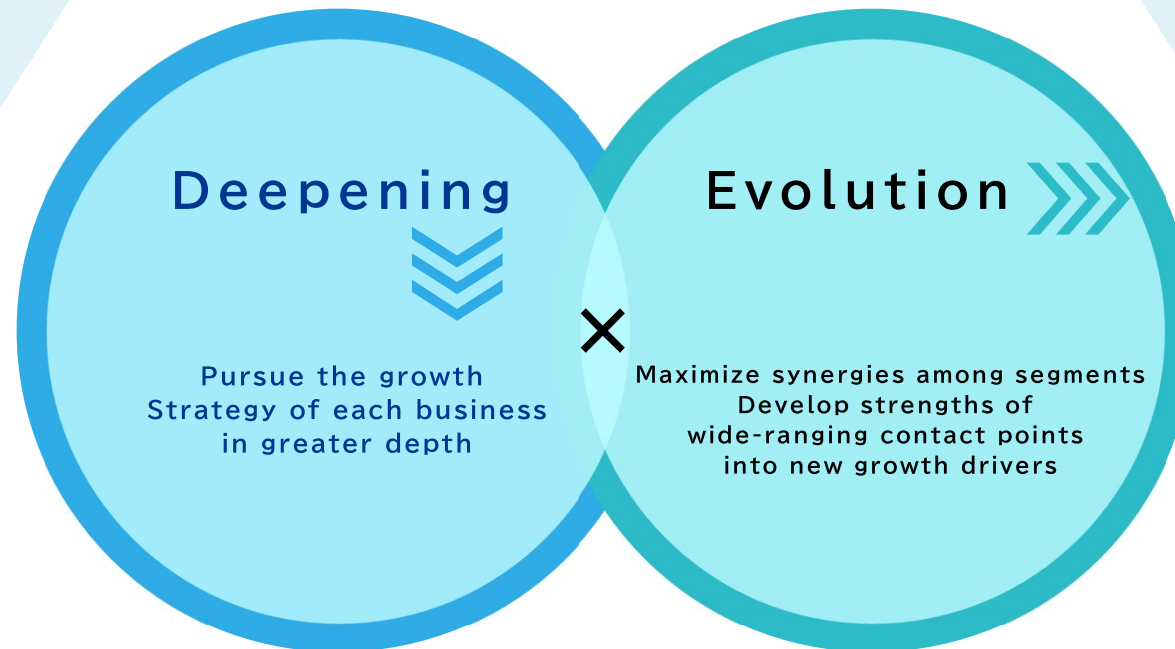 Deepening
Pursue the growth
Strategy of each business
in greater depth
×
Evolution
Maximize synergies among segments
Develop strengths of
wide-ranging contact points
into new growth drivers